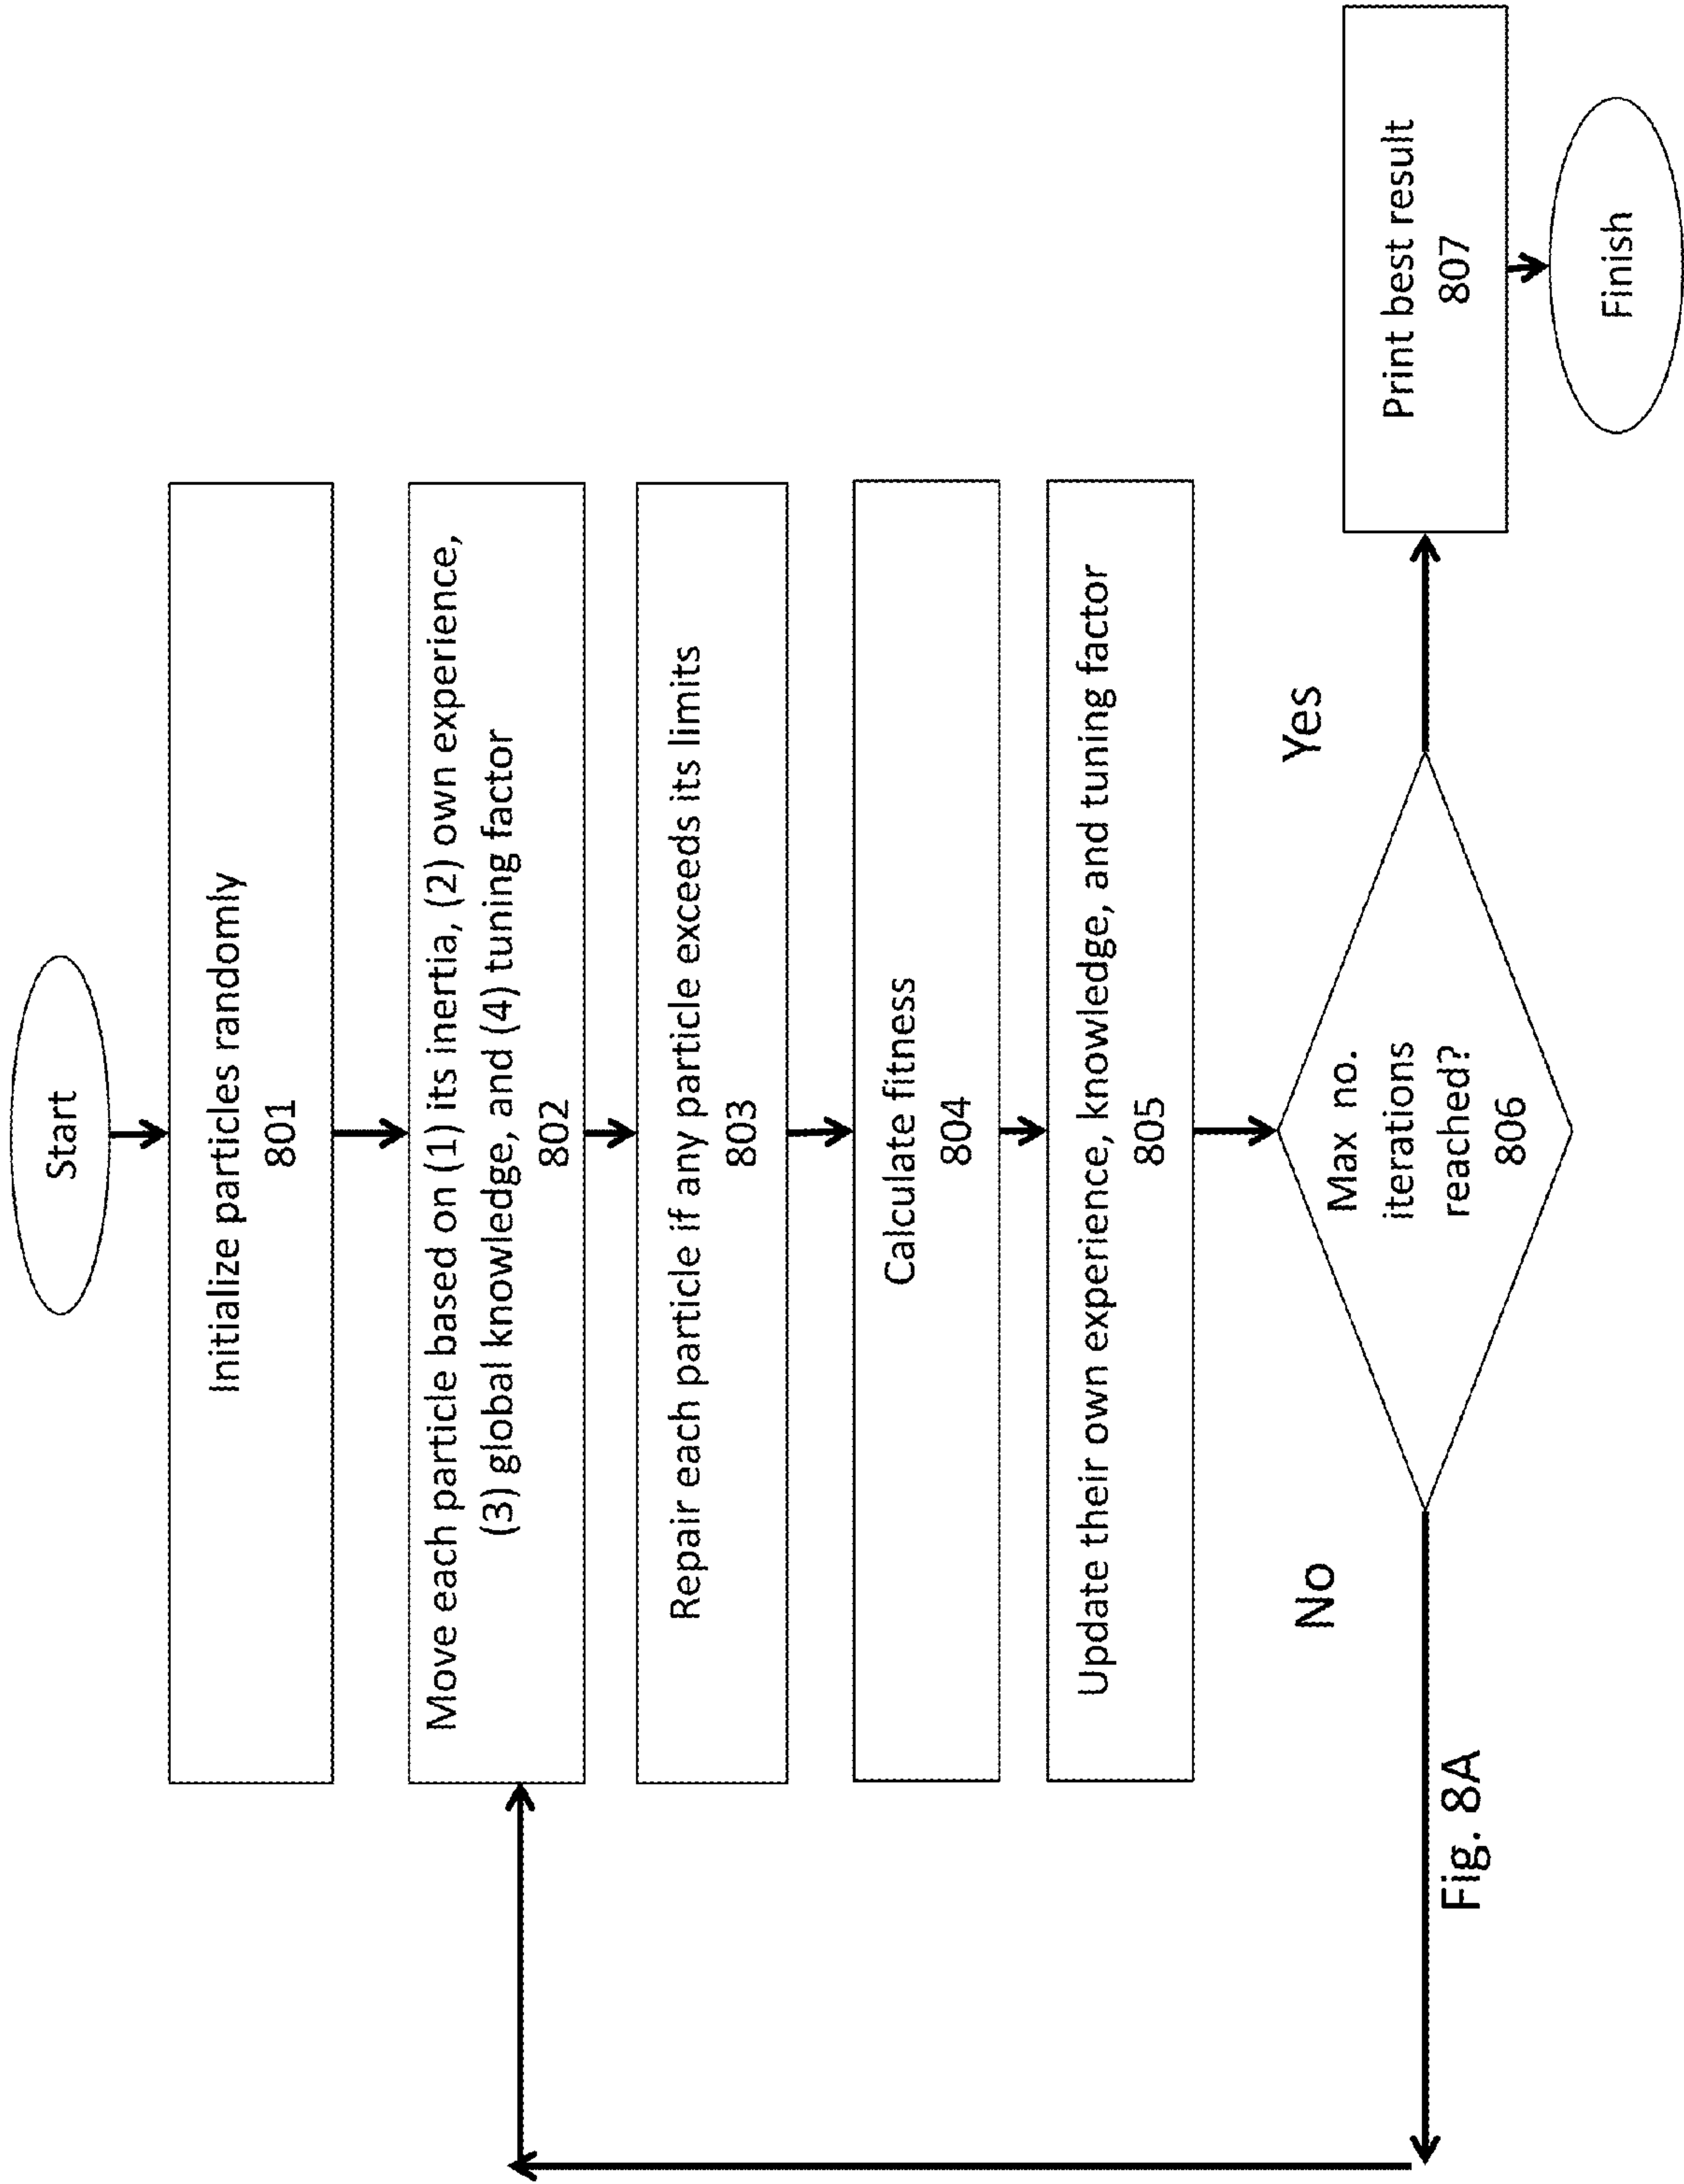 Start
Initialize particles randomly
801
Move each particle based on (1) its inertia, (2) own experience,
(3) global knowledge, and (4) tuning factor
802
Repair each particle if any particle exceeds its limits
803
Calculate fitness
804
Update their own experience, knowledge, and tuning factor
805
No
Yes
Max no.
iterations
reached?
806
Print best result
807
Finish
Fig. 8A